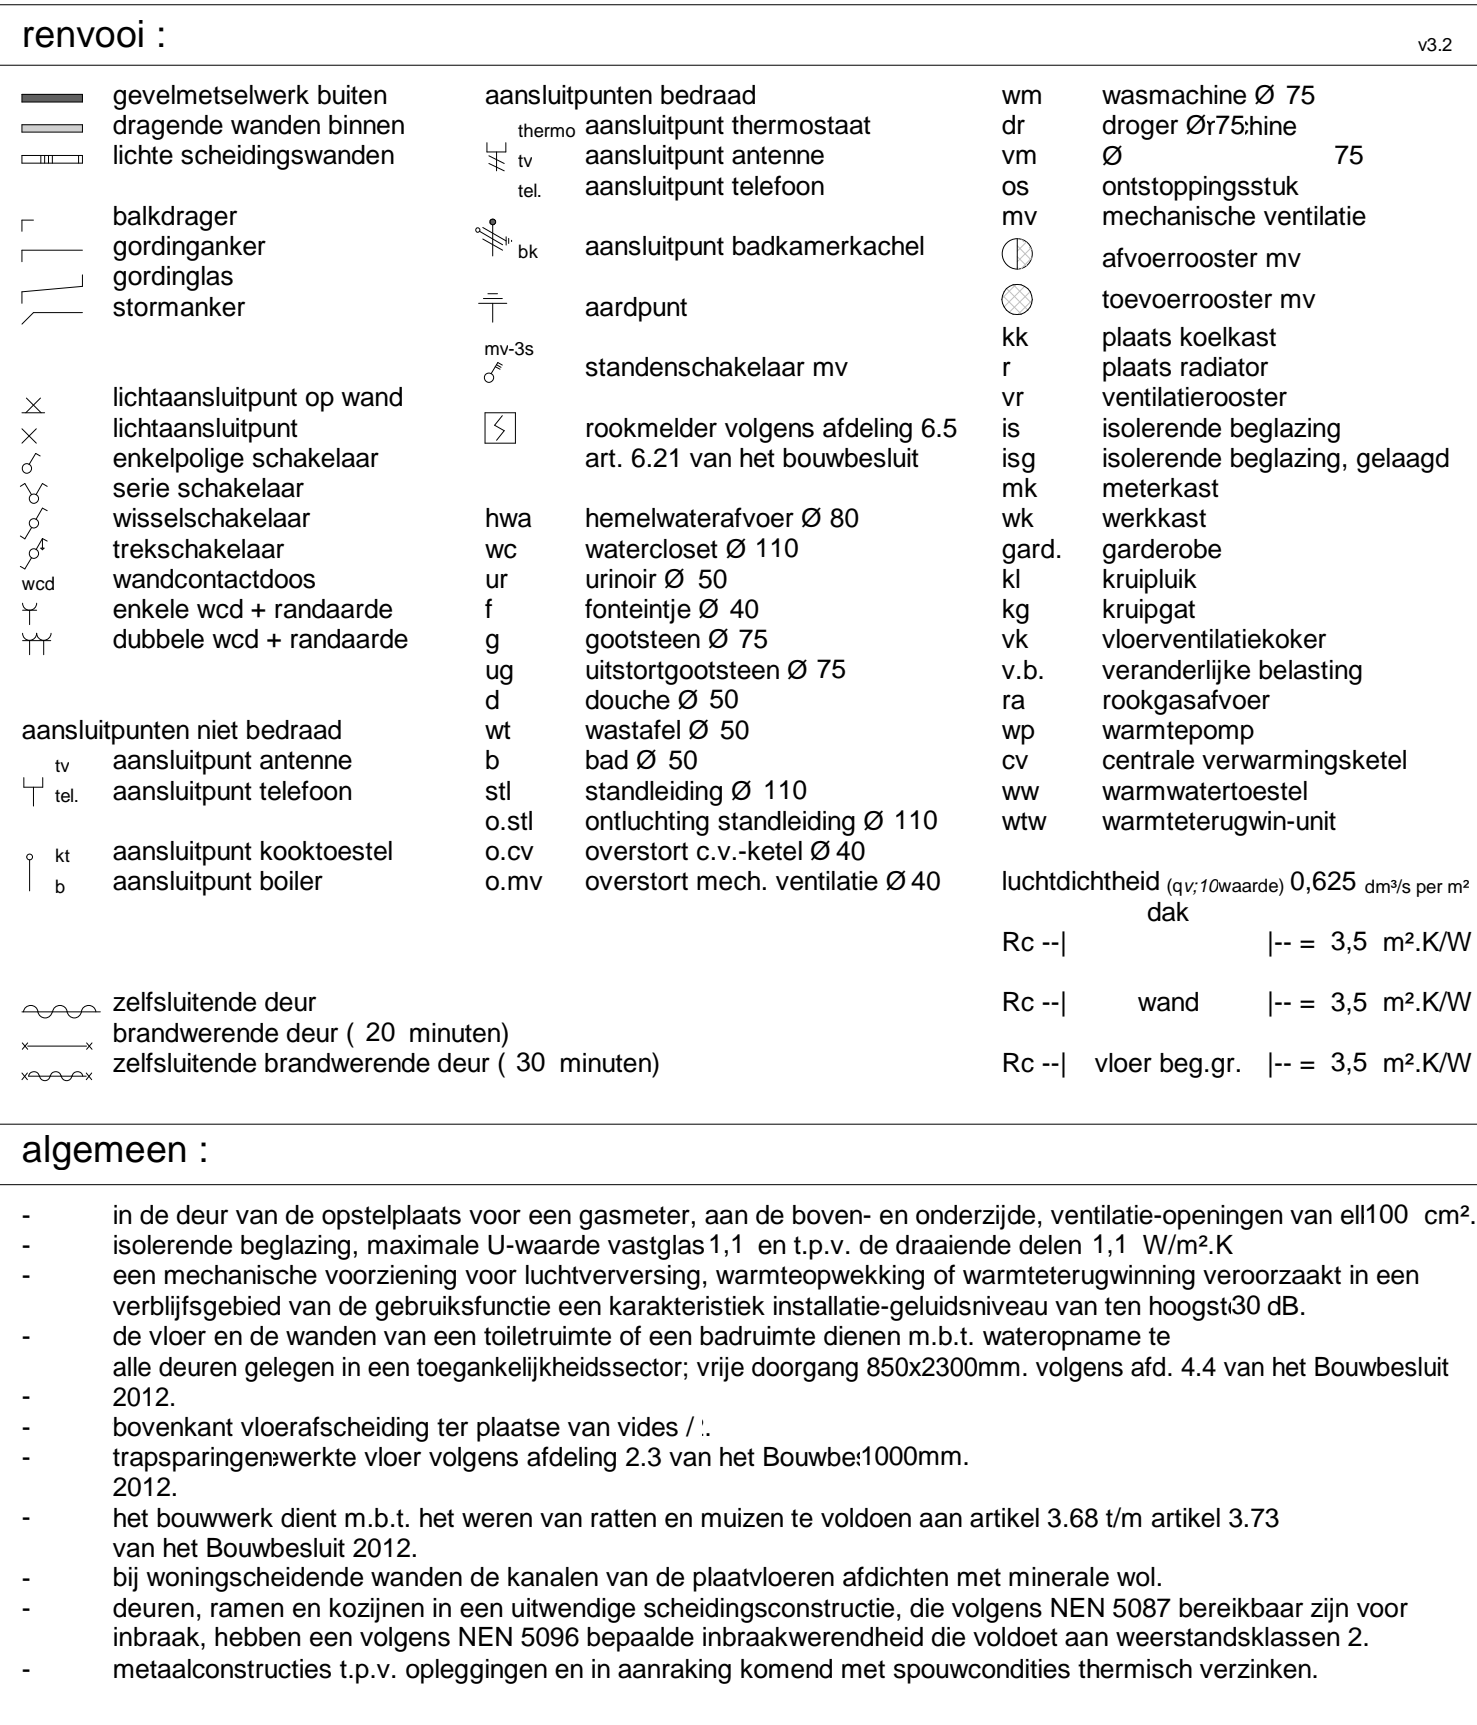 renvooi :
v3.2
gevelmetselwerk buiten
dragende wanden binnen
lichte scheidingswanden
balkdrager
gordinganker
gordinglas
stormanker
lichtaansluitpunt op wand
lichtaansluitpunt
enkelpolige schakelaar
serie schakelaar
wisselschakelaar
trekschakelaar
wcd wandcontactdoos
enkele wcd + randaarde
dubbele wcd + randaarde
aansluitpunten niet bedraad
tv aansluitpunt antenne
tel. aansluitpunt telefoon
kt aansluitpunt kooktoestel
b aansluitpunt boiler
zelfsluitende deur
brandwerende deur ( 20 minuten)
zelfsluitende brandwerende deur ( 30 minuten)
aansluitpunten bedraad
thermo aansluitpunt thermostaat
tv aansluitpunt antenne
tel. aansluitpunt telefoon
bk aansluitpunt badkamerkachel
aardpunt
mv-3s
standenschakelaar mv
rookmelder volgens afdeling 6.5
art. 6.21 van het bouwbesluit
hwa hemelwaterafvoer Ø 80
wc watercloset Ø 110
ur urinoir Ø 50
f fonteintje Ø 40
g gootsteen Ø 75
ug uitstortgootsteen Ø 75
d douche Ø 50
wt wastafel Ø 50
b bad Ø 50
stl standleiding Ø 110
o.stl ontluchting standleiding Ø 110
o.cv overstort c.v.-ketel Ø 40
o.mv overstort mech. ventilatie Ø 40
wm wasmachine Ø 75
dr droger Ø 75
vm Ø 75
os ontstoppingsstuk
mv mechanische ventilatie
afvoerrooster mv
toevoerrooster mv
kk plaats koelkast
r plaats radiator
vr ventilatierooster
is isolerende beglazing
isg isolerende beglazing, gelaagd
mk meterkast
wk werkkast
gard. garderobe
kl kruipluik
kg kruipgat
vk vloerventilatiekoker
v.b. veranderlijke belasting
ra rookgasafvoer
wp warmtepomp
cv centrale verwarmingsketel
ww warmwatertoestel
wtw warmteterugwin-unit
luchtdichtheid (qv;10waarde) 0,625 dm³/s per m²
dak
Rc --| |-- = 3,5 m².K/W
Rc --| wand |-- = 3,5 m².K/W
Rc --| vloer beg.gr. |-- = 3,5 m².K/W
algemeen :
- in de deur van de opstelplaats voor een gasmeter, aan de boven- en onderzijde, ventilatie-openingen van 100 cm².
- isolerende beglazing, maximale U-waarde vastglas 1,1 en t.p.v. de draaiende delen 1,1 W/m².K
- een mechanische voorziening voor luchtverversing, warmteopwekking of warmteterugwinning veroorzaakt in een
verblijfsgebied van de gebruiksfunctie een karakteristiek installatie-geluidsniveau van ten 30 dB.
- de vloer en de wanden van een toiletruimte of een badruimte dienen m.b.t. wateropname te
alle deuren gelegen in een toegankelijkheidssector; vrije doorgang 850x2300mm. volgens afd. 4.4 van het Bouwbesluit
- 2012.
- bovenkant vloerafscheiding ter plaatse van vides /
- trapsparingen vloer volgens afdeling 2.3 van het 1000mm.
2012.
- het bouwwerk dient m.b.t. het weren van ratten en muizen te voldoen aan artikel 3.68 t/m artikel 3.73
van het Bouwbesluit 2012.
- bij woningscheidende wanden de kanalen van de plaatvloeren afdichten met minerale wol.
- deuren, ramen en kozijnen in een uitwendige scheidingsconstructie, die volgens NEN 5087 bereikbaar zijn voor
inbraak, hebben een volgens NEN 5096 bepaalde inbraakwerendheid die voldoet aan weerstandsklassen 2.
- metaalconstructies t.p.v. opleggingen en in aanraking komend met spouwcondities thermisch verzinken.